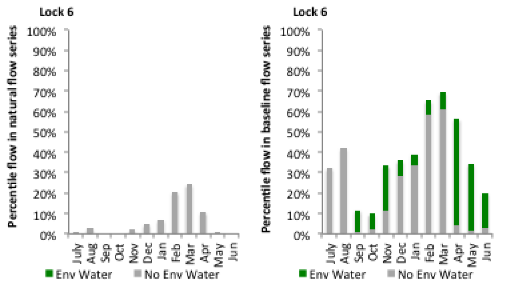 Lock 6
Percentile flow in natural flow series
100%
90%
80%
70%
60%
50%
40%
30%
20%
10%
0%
July
Aug
Sep
Oct
Nov
Dec
Jan
Feb
Mar
Apr
May
Jun
Env Water
No Env Water
Lock 6
Percentile flow in baseline flow series
100%
90%
80%
70%
60%
50%
40%
30%
20%
10%
0%
July
Aug
Sep
Oct
Nov
Dec
Jan
Feb
Mar
Apr
May
Jun
Env Water
No Env Water